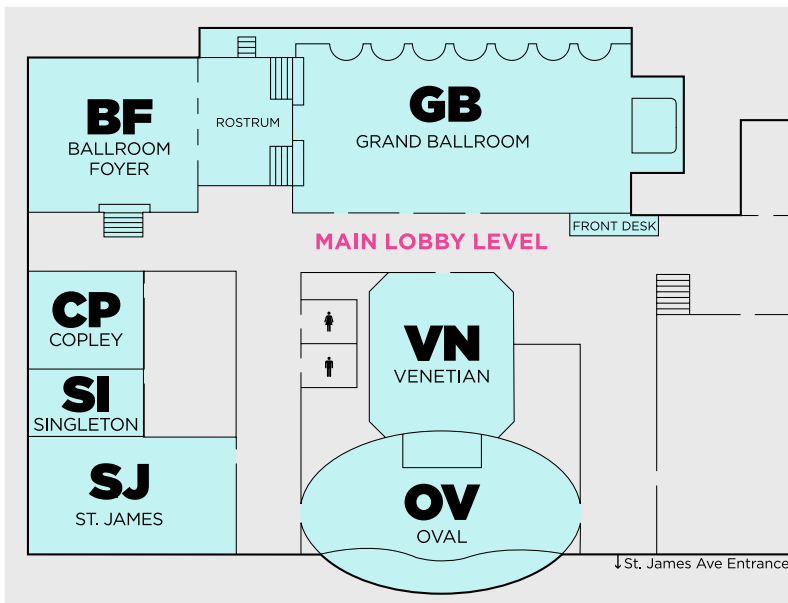 BF
BALLROOM
FOYER
ROSTRUM
GB
GRAND BALLROOM
MAIN LOBBY LEVEL
FRONT DESK
CP
COPLEY
SI
SINGLETON
SJ
ST. JAMES
VN
VENETIAN
OV
OVAL
↓St. James Ave Entrance